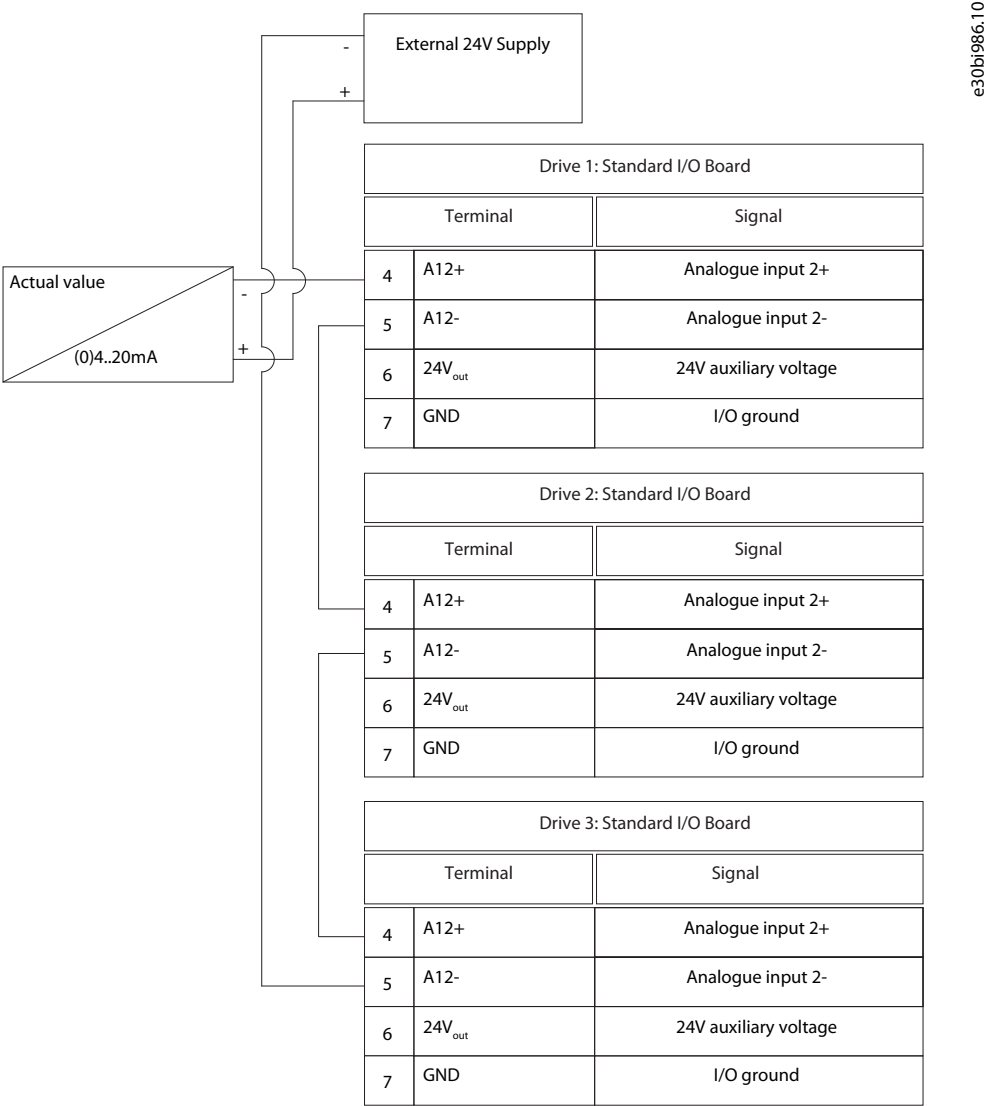 e30bi986.10
External 24V Supply
-
+
Drive 1: Standard I/O Board
Terminal Signal
4 A12+ Analogue input 2+
Actual value
-
5 A12- Analogue input 2-
+
(0)4..20mA
6 24Vout 24V auxiliary voltage
7 GND I/O ground
Drive 2: Standard I/O Board
Terminal Signal
4 A12+ Analogue input 2+
5 A12- Analogue input 2-
6 24Vout 24V auxiliary voltage
7 GND I/O ground
Drive 3: Standard I/O Board
Terminal Signal
4 A12+ Analogue input 2+
5 A12- Analogue input 2-
6 24Vout 24V auxiliary voltage
7 GND I/O ground